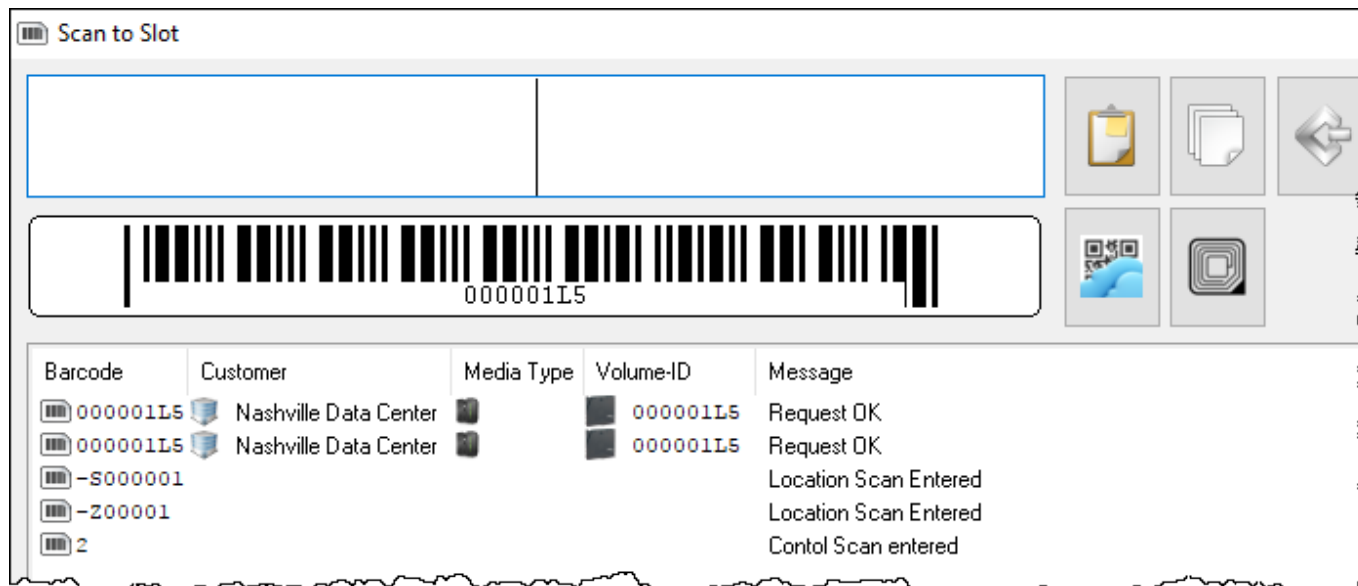 Scan to Slot
000001L5
Barcode Customer Media Type Volume-ID Message
000001L5 Nashville Data Center 000001L5 Request OK
000001L5 Nashville Data Center 000001L5 Request OK
-S000001 Location Scan Entered
-Z00001 Location Scan Entered
2 Contol Scan entered